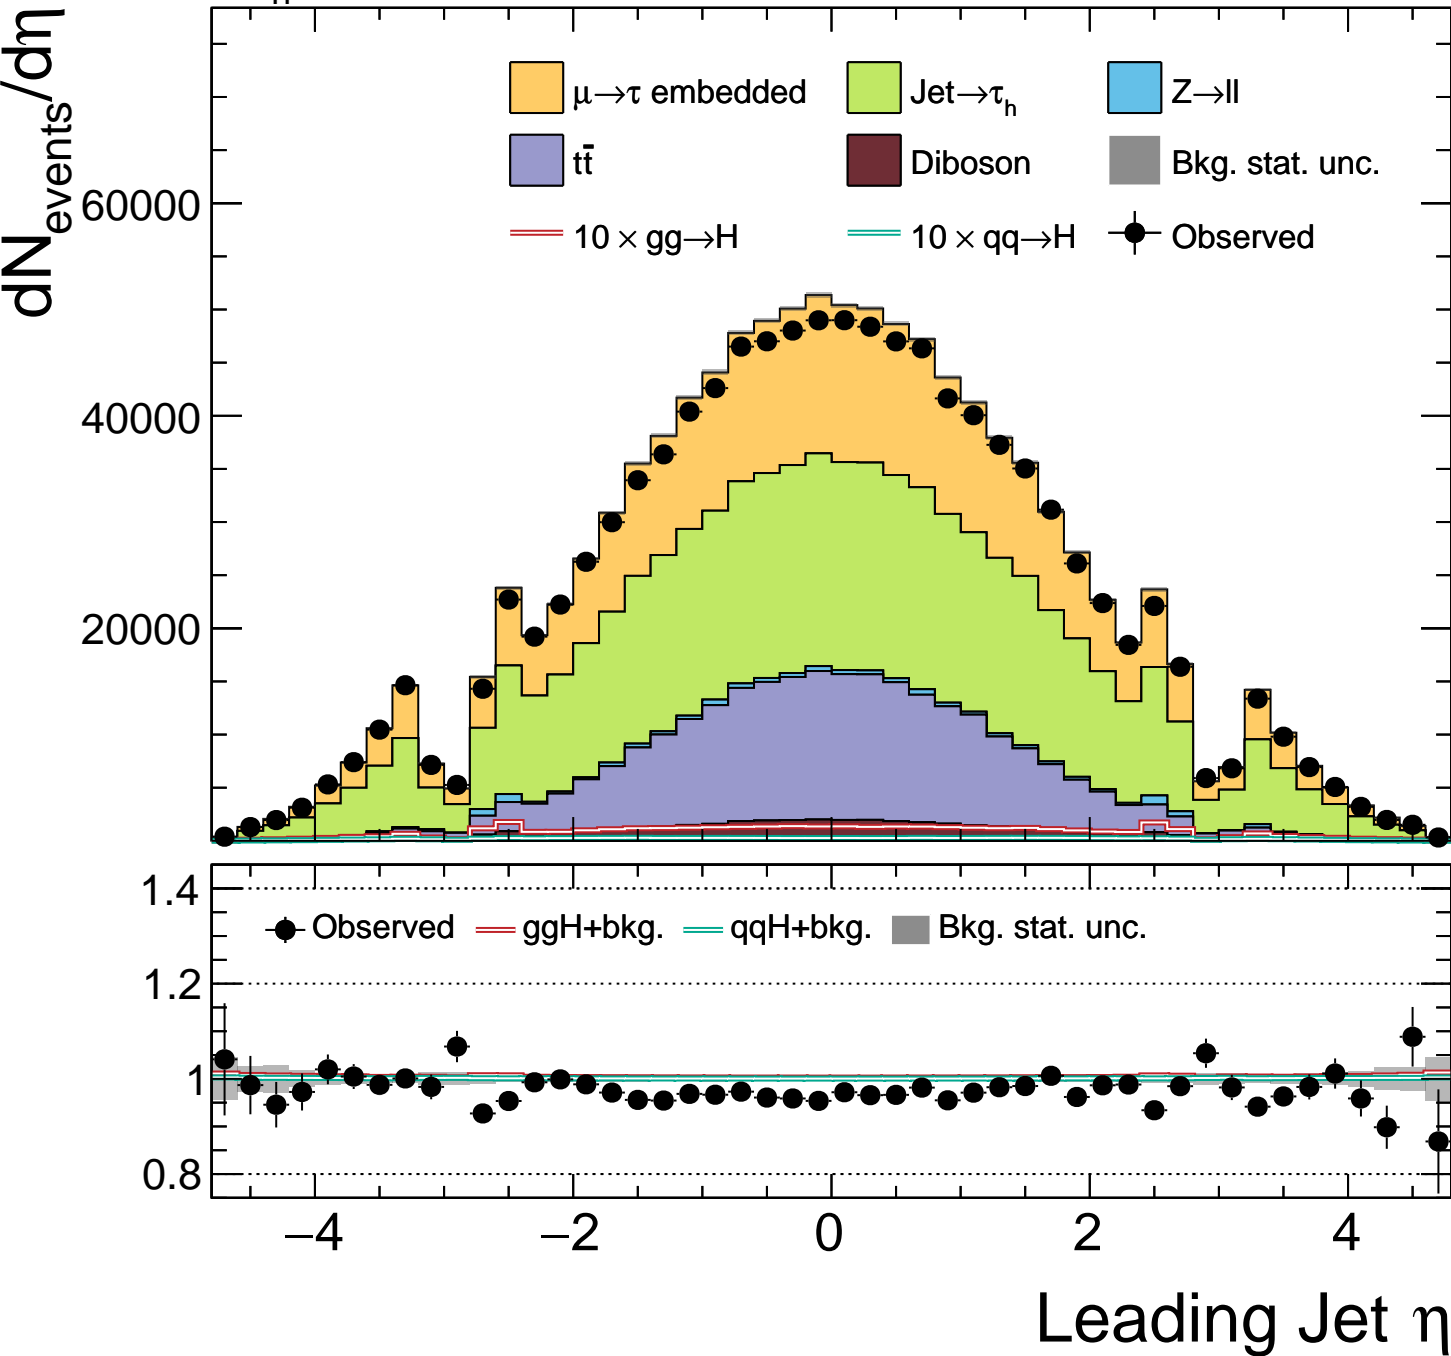 dN_events/dη
μ→τ embedded
Jet→τ_h
Z→ll
tt̄
Diboson
Bkg. stat. unc.
10 × gg→H
10 × qq→H
Observed
60000
40000
20000
1.4
Observed
ggH+bkg.
qqH+bkg.
Bkg. stat. unc.
1.2
1
0.8
−4
−2
0
2
4
Leading Jet η